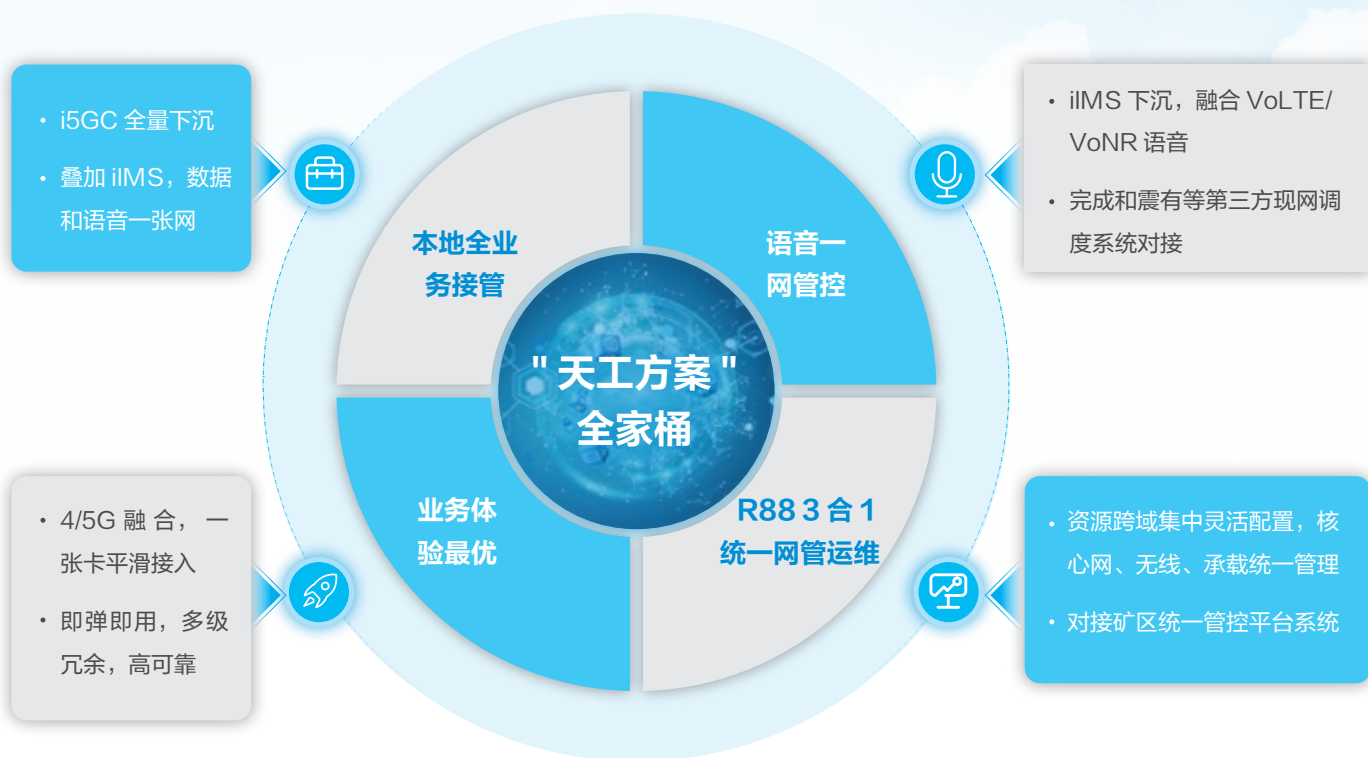 • i5GC 全量下沉
• 叠加 iIMS，数据
和语音一张网
• iIMS 下沉，融合 VoLTE/
VoNR 语音
• 完成和震有等第三方现网调
度系统对接
本地全业
务接管
语音一
网管控
"天工方案"
全家桶
业务体
验最优
R88 3 合 1
统一网管运维
• 4/5G 融 合， 一
张卡平滑接入
• 即弹即用，多级
冗余，高可靠
• 资源跨域集中灵活配置，核
心网、无线、承载统一管理
• 对接矿区统一管控平台系统